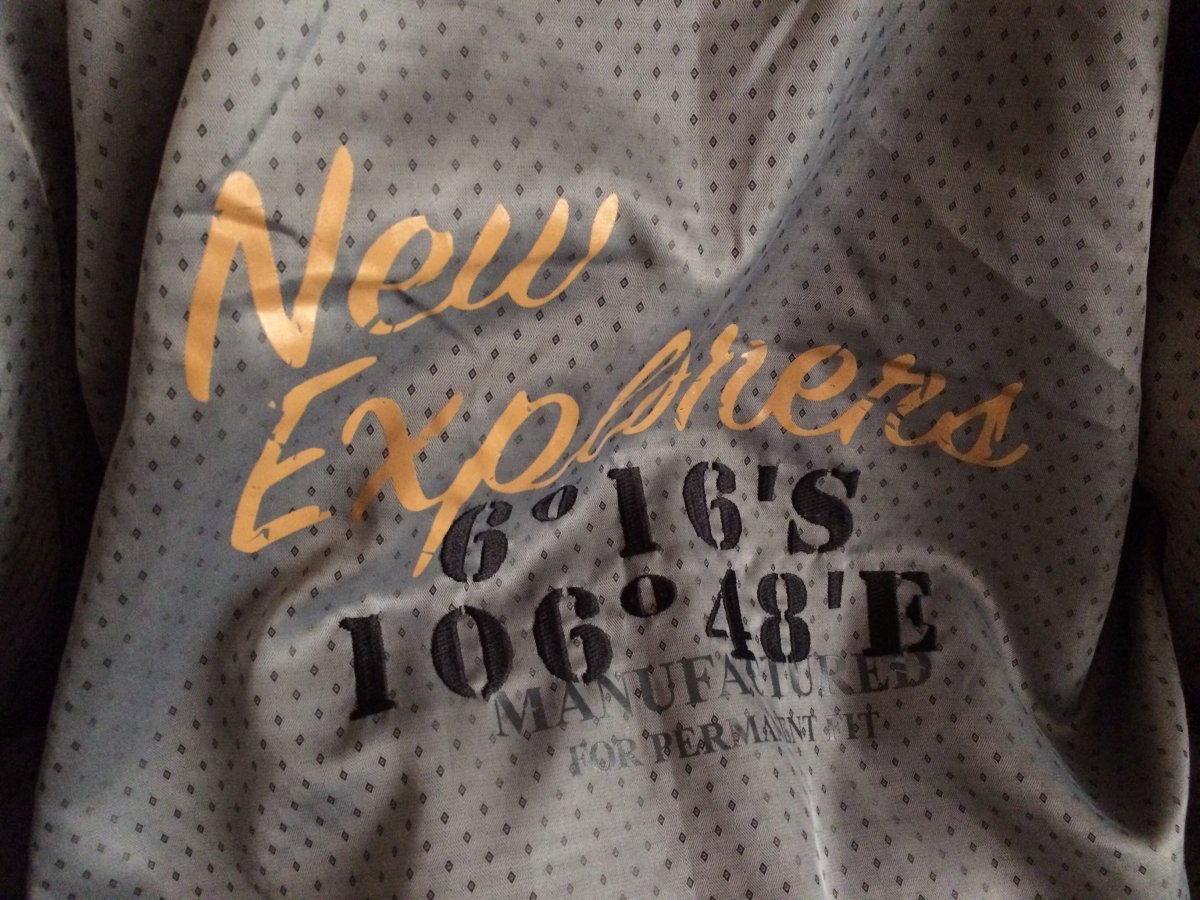 New
Explorers
6°16'S
106°48'E
MANUFACTURED
FOR PERMANENT FIT